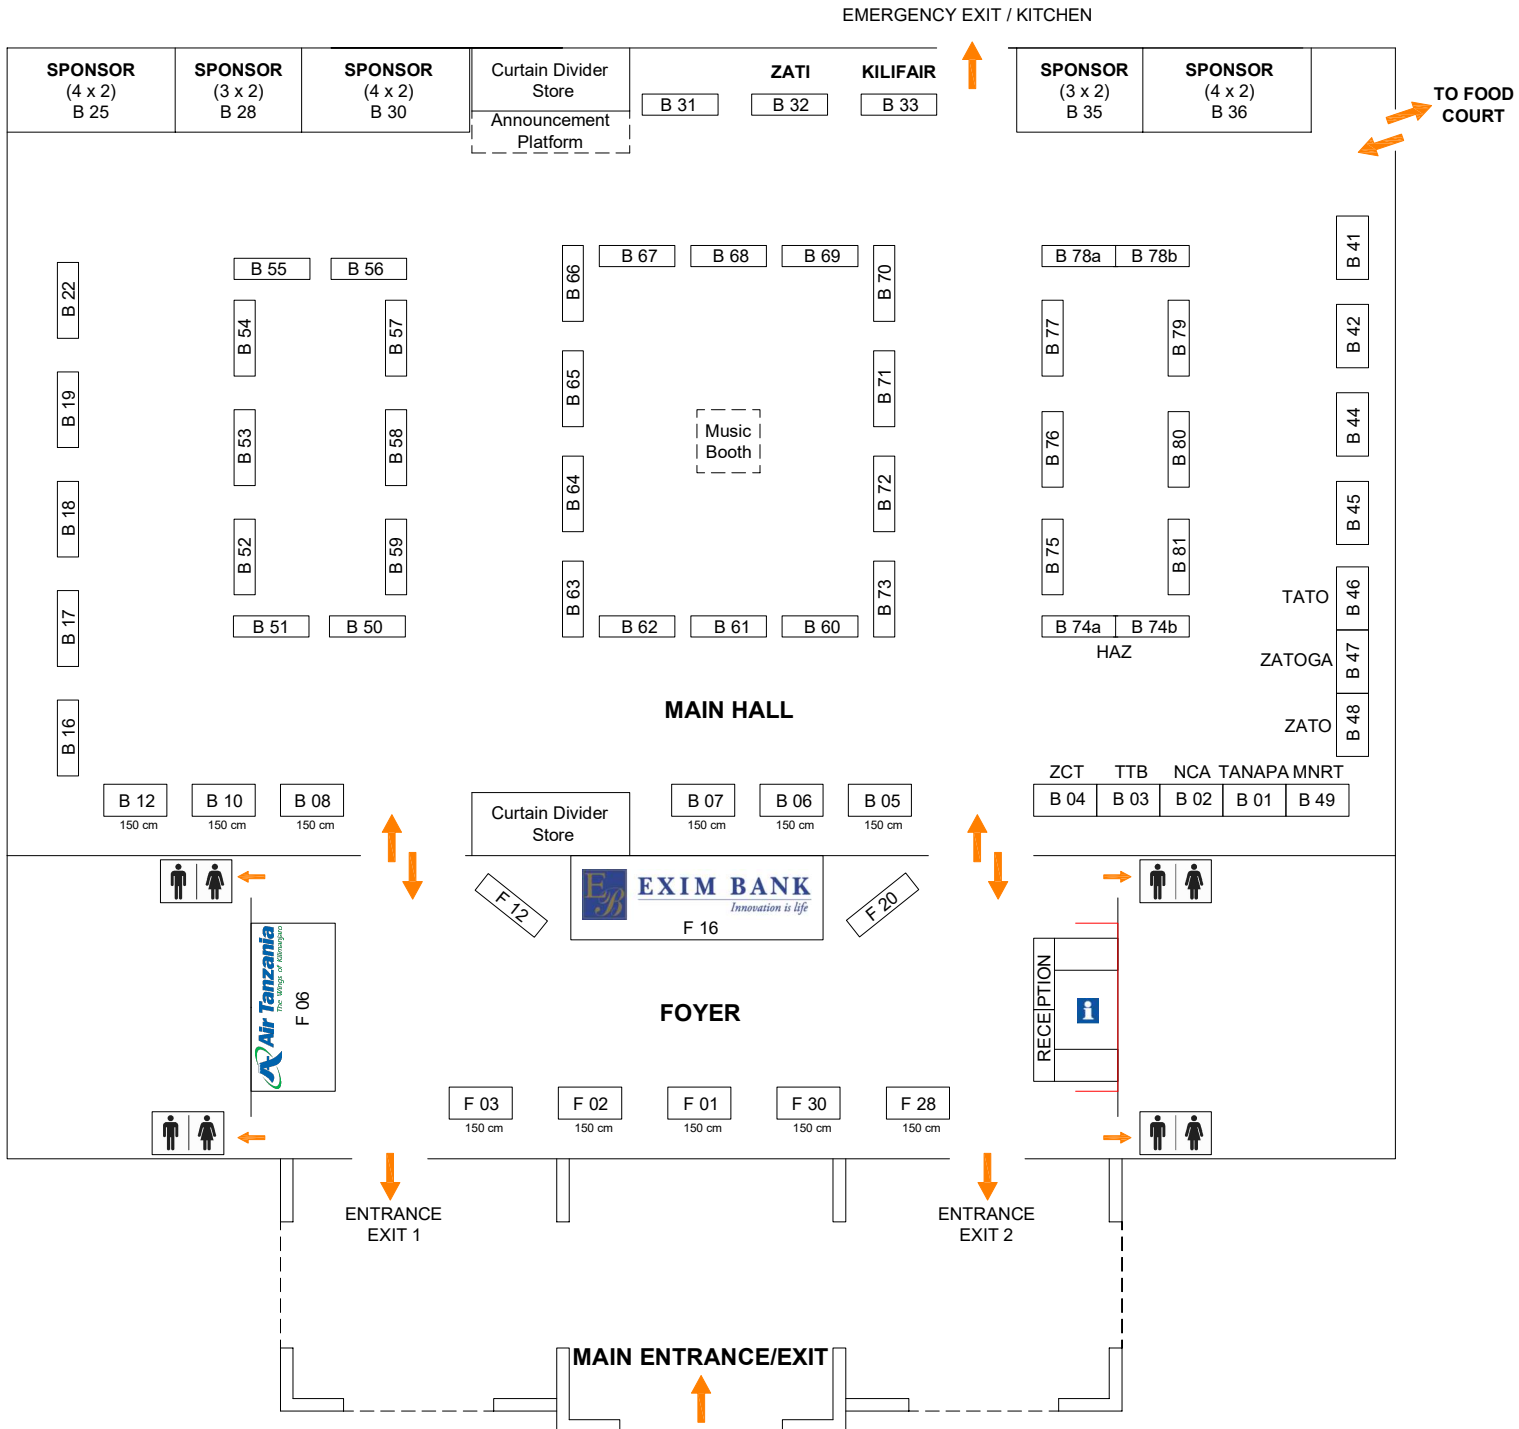 EMERGENCY EXIT / KITCHEN
SPONSOR
(4 x 2)
B 25
SPONSOR
(3 x 2)
B 28
SPONSOR
(4 x 2)
B 30
Curtain Divider
Store
Announcement
Platform
B 31
ZATI
B 32
KILIFAIR
B 33
SPONSOR
(3 x 2)
B 35
SPONSOR
(4 x 2)
B 36
TO FOOD
COURT
B 22
B 19
B 18
B 17
B 16
B 55
B 56
B 54
B 57
B 53
B 58
B 52
B 59
B 51
B 50
B 66
B 67
B 68
B 69
B 70
B 65
B 71
Music
Booth
B 64
B 72
B 63
B 73
B 62
B 61
B 60
B 78a
B 78b
B 77
B 79
B 76
B 80
B 75
B 81
B 74a
B 74b
HAZ
B 41
B 42
B 44
B 45
TATO
B 46
ZATOGA
B 47
ZATO
B 48
MAIN HALL
B 12
150 cm
B 10
150 cm
B 08
150 cm
Curtain Divider
Store
B 07
150 cm
B 06
150 cm
B 05
150 cm
ZCT
TTB
NCA
TANAPA
MNRT
B 04
B 03
B 02
B 01
B 49
F 12
EB
EXIM BANK
Innovation is life
F 16
F 20
Air Tanzania
The Wings of Kilimanjaro
F 06
FOYER
RECEPTION
i
F 03
150 cm
F 02
150 cm
F 01
150 cm
F 30
150 cm
F 28
150 cm
ENTRANCE
EXIT 1
ENTRANCE
EXIT 2
MAIN ENTRANCE/EXIT